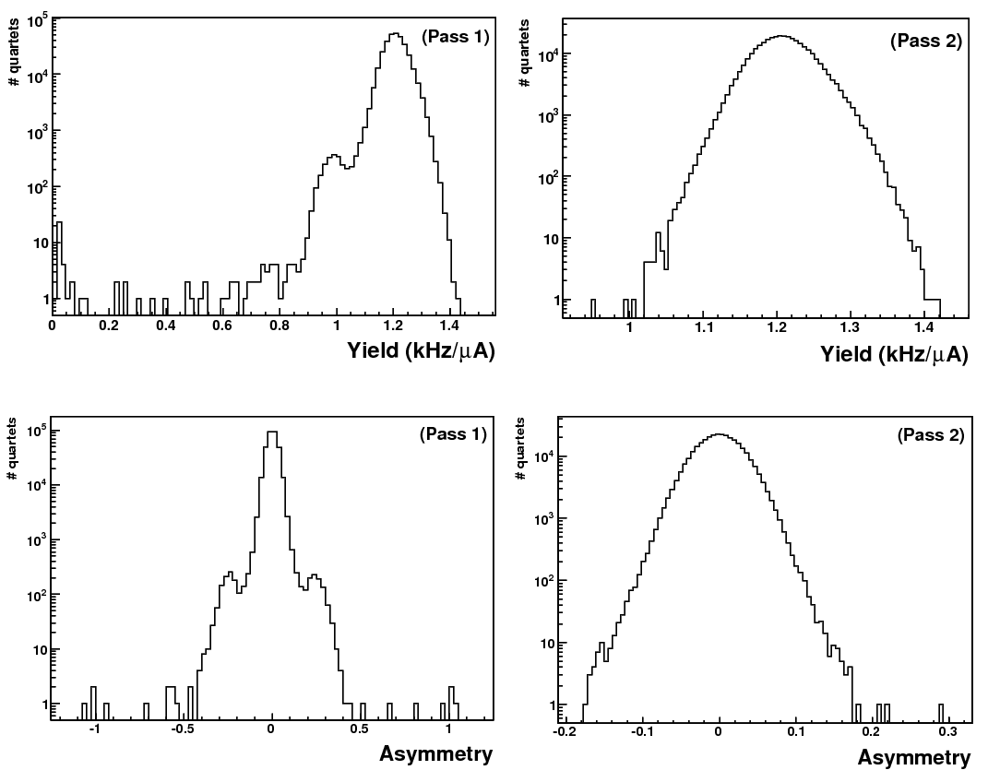 # quartets
(Pass 1)
10^5
10^4
10^3
10^2
10
1
0 0.2 0.4 0.6 0.8 1 1.2 1.4
Yield (kHz/μA)
# quartets
(Pass 2)
10^4
10^3
10^2
10
1
1 1.1 1.2 1.3 1.4
Yield (kHz/μA)
# quartets
(Pass 1)
10^5
10^4
10^3
10^2
10
1
-1 -0.5 0 0.5 1
Asymmetry
# quartets
(Pass 2)
10^4
10^3
10^2
10
1
-0.2 -0.1 0 0.1 0.2 0.3
Asymmetry